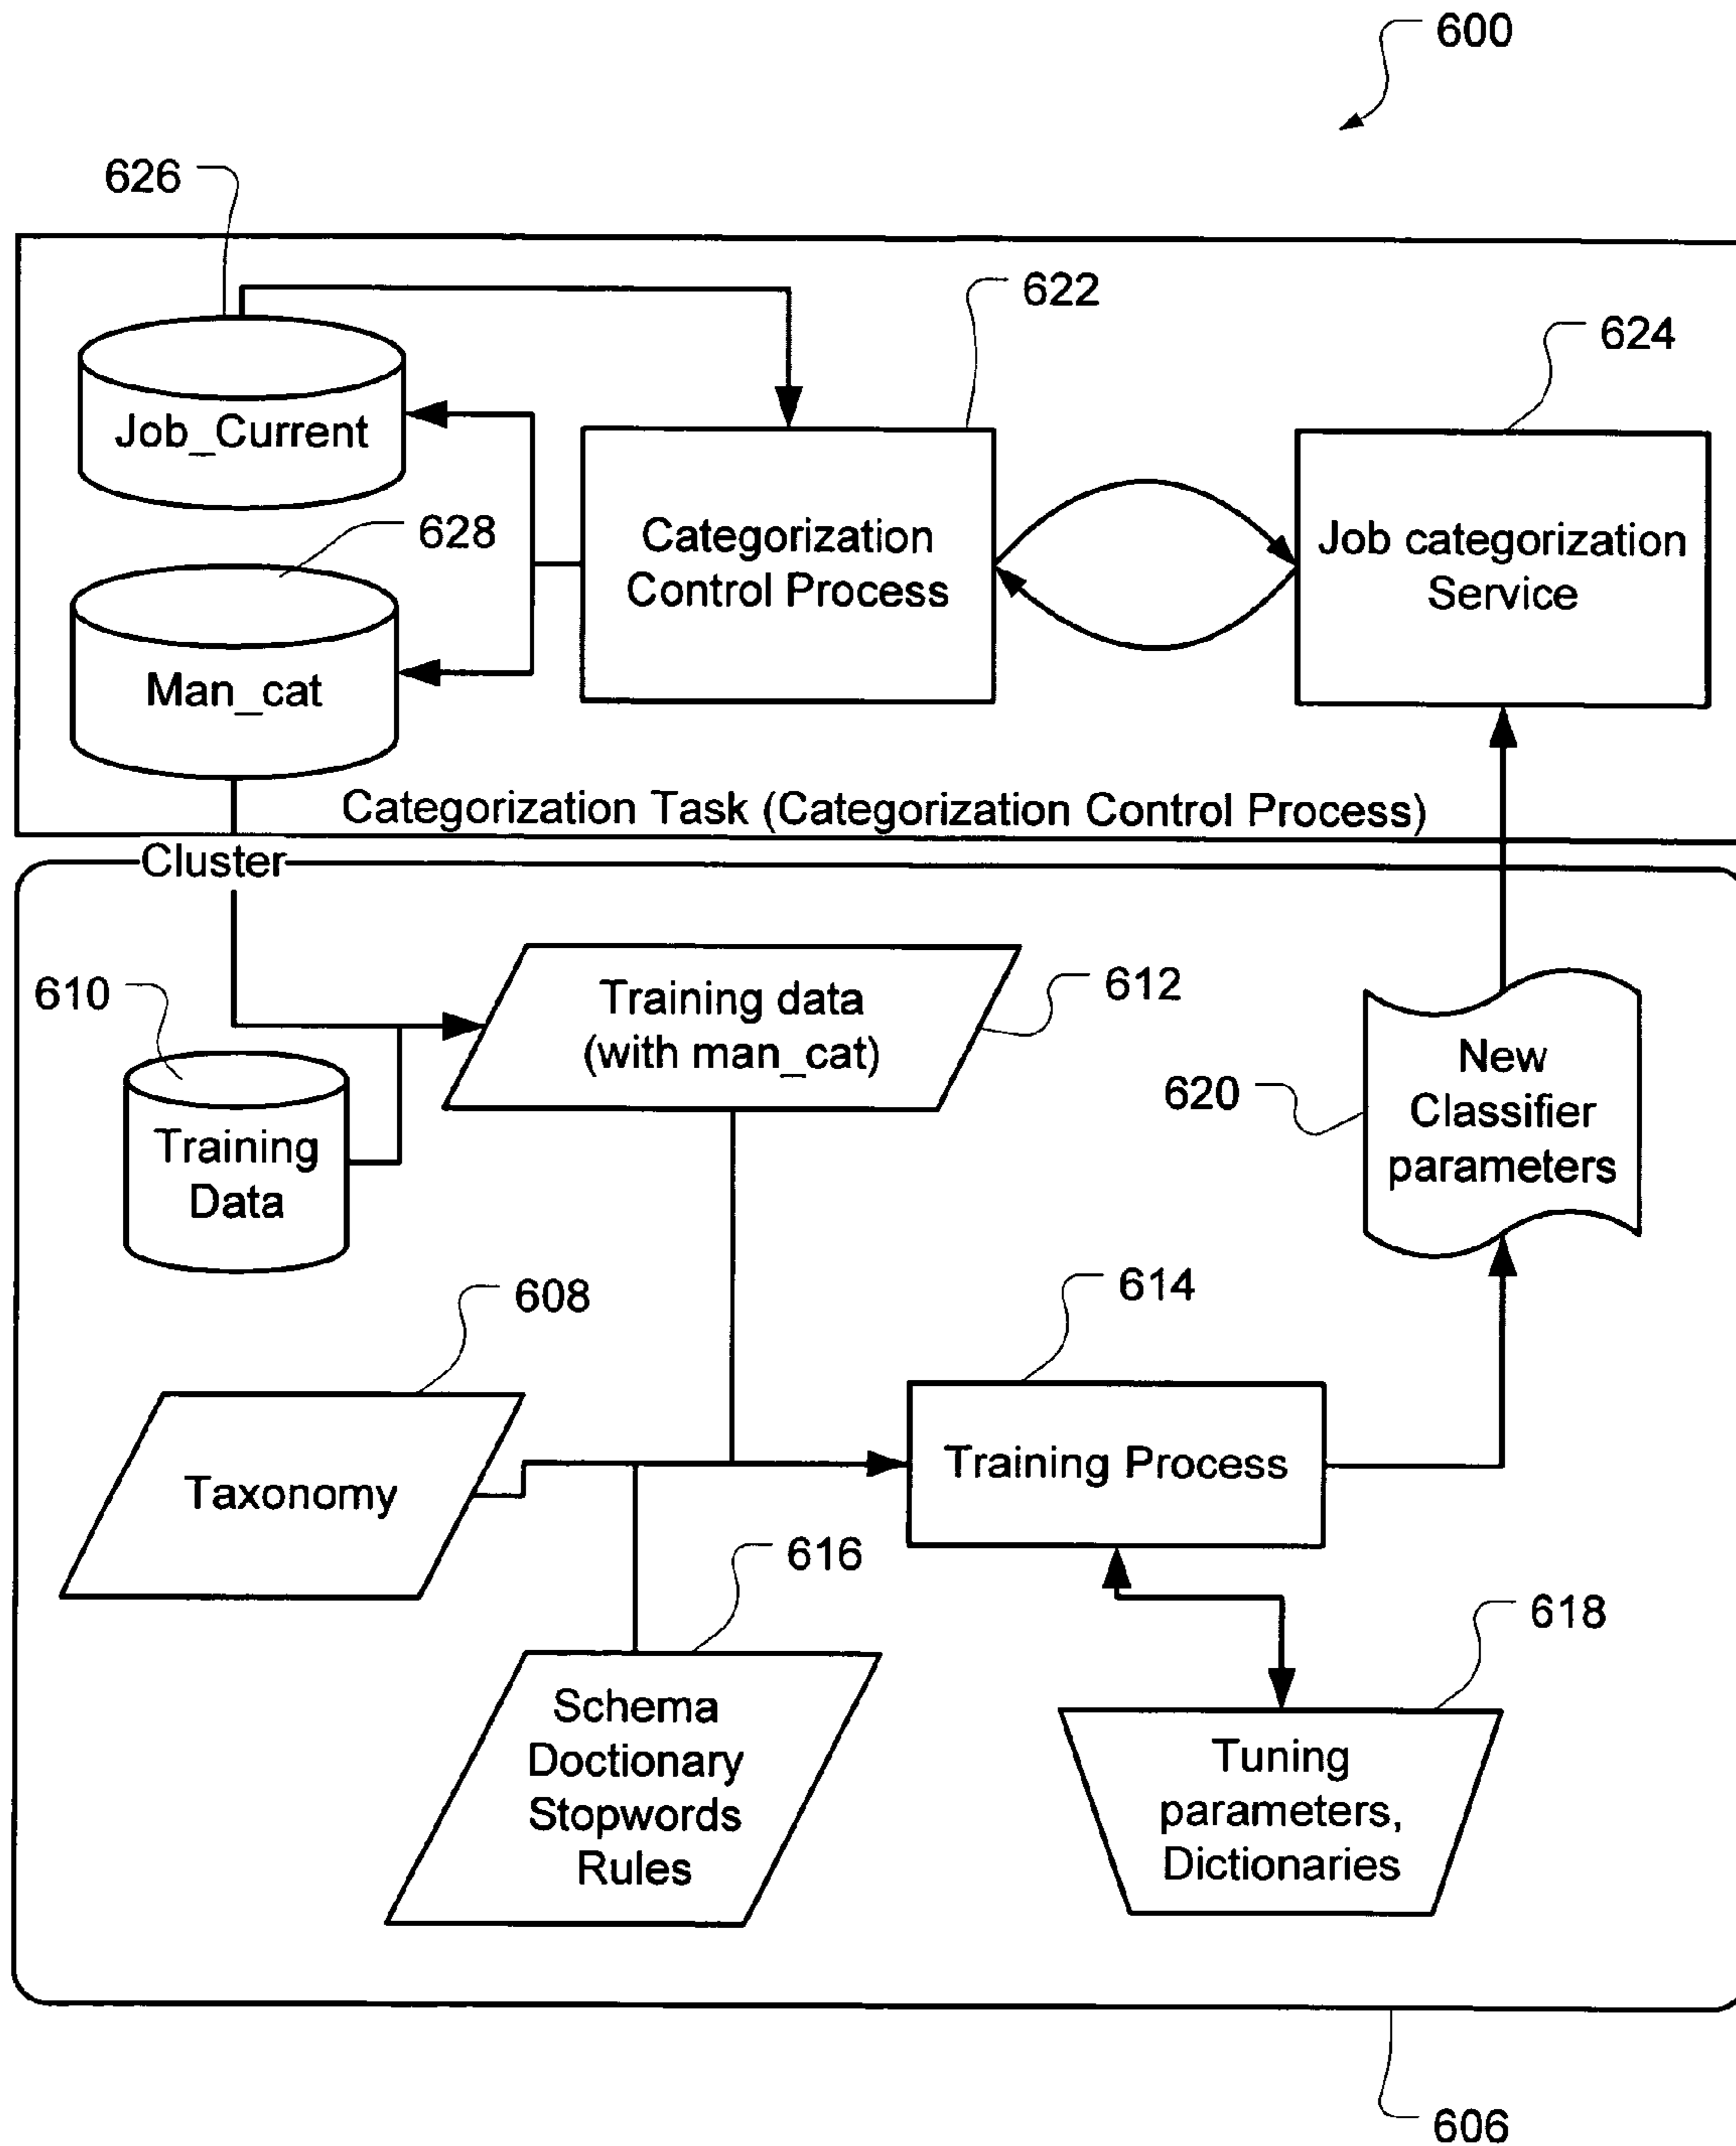 600
626
622
624
Job_Current
628
Categorization
Control Process
Job categorization
Service
Man_cat
Categorization Task (Categorization Control Process)
Cluster
610
Training data
(with man_cat)
612
Training
Data
620
New
Classifier
parameters
608
614
Taxonomy
Training Process
616
618
Schema
Doctionary
Stopwords
Rules
Tuning
parameters,
Dictionaries
606